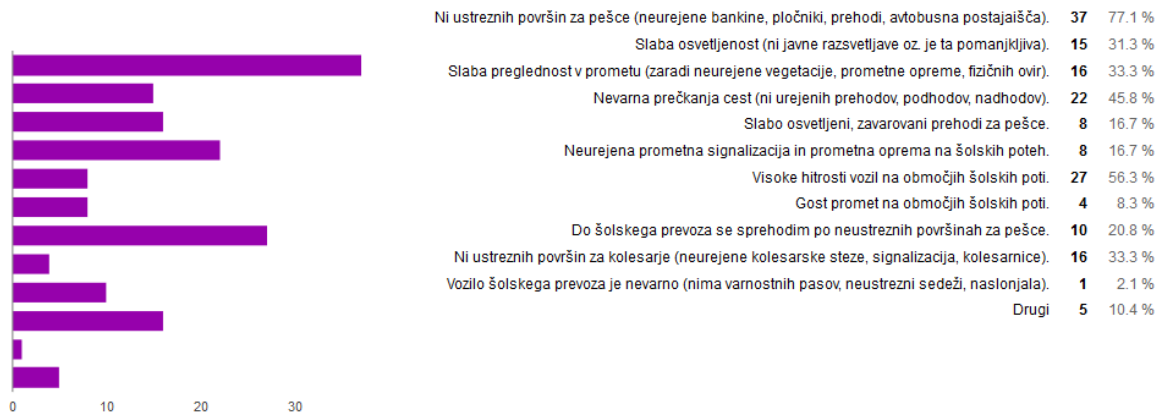 Ni ustreznih površin za pešce (neurejene bankine, pločniki, prehodi, avtobusna postajaišča). 37 77.1 %
Slaba osvetljenost (ni javne razsvetljave oz. je ta pomanjkljiva). 15 31.3 %
Slaba preglednost v prometu (zaradi neurejene vegetacije, prometne opreme, fizičnih ovir). 16 33.3 %
Nevarna prečkanja cest (ni urejenih prehodov, podhodov, nadhodov). 22 45.8 %
Slabo osvetljeni, zavarovani prehodi za pešce. 8 16.7 %
Neurejena prometna signalizacija in prometna oprema na šolskih poteh. 8 16.7 %
Visoke hitrosti vozil na območjih šolskih poti. 27 56.3 %
Gost promet na območjih šolskih poti. 4 8.3 %
Do šolskega prevoza se sprehodim po neustreznih površinah za pešce. 10 20.8 %
Ni ustreznih površin za kolesarje (neurejene kolesarske steze, signalizacija, kolesarnice). 16 33.3 %
Vozilo šolskega prevoza je nevarno (nima varnostnih pasov, neustrezni sedeži, naslonjala). 1 2.1 %
Drugi 5 10.4 %
0 10 20 30